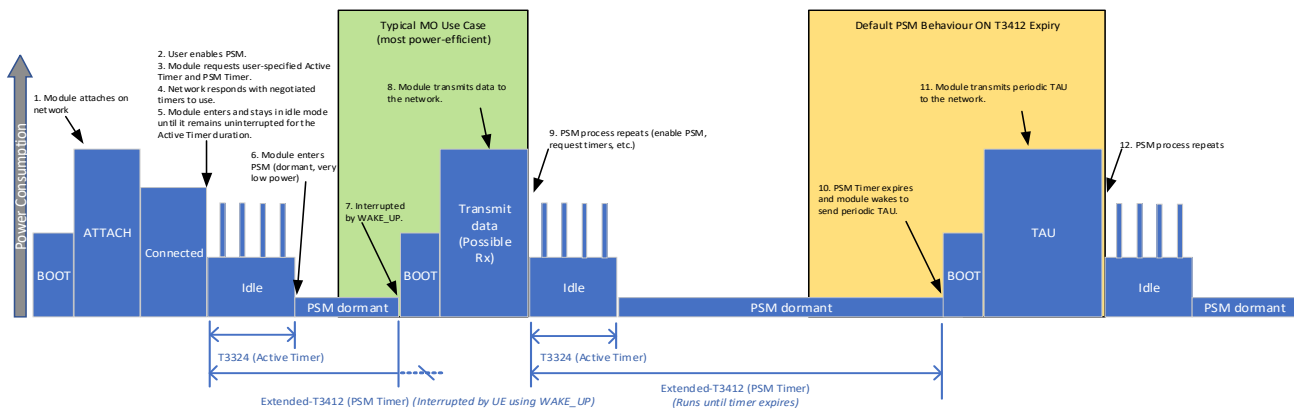 Typical MO Use Case
(most power-efficient)
Default PSM Behaviour ON T3412 Expiry
Power Consumption
1. Module attaches on
network
2. User enables PSM.
3. Module requests user-specified Active
Timer and PSM Timer.
4. Network responds with negotiated
timers to use.
5. Module enters and stays in idle mode
until it remains uninterrupted for the
Active Timer duration.
6. Module enters
PSM (dormant, very
low power)
7. Interrupted
by WAKE_UP.
8. Module transmits data to
the network.
9. PSM process repeats (enable PSM,
request timers, etc.)
10. PSM Timer expires
and module wakes to
send periodic TAU.
11. Module transmits periodic TAU
to the network.
12. PSM process repeats
BOOT
ATTACH
Connected
Idle
PSM dormant
BOOT
Transmit
data
(Possible
Rx)
Idle
PSM dormant
BOOT
TAU
Idle
PSM dormant
T3324 (Active Timer)
T3324 (Active Timer)
Extended-T3412 (PSM Timer) (Interrupted by UE using WAKE_UP)
Extended-T3412 (PSM Timer)
(Runs until timer expires)